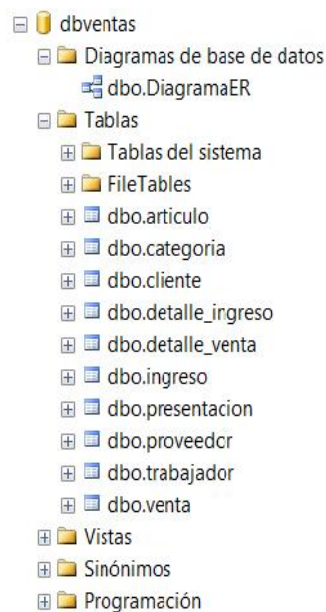 dbventas
Diagramas de base de datos
dbo.DiagramaER
Tablas
Tablas del sistema
FileTables
dbo.articulo
dbo.categoria
dbo.cliente
dbo.detalle_ingreso
dbo.detalle_venta
dbo.ingreso
dbo.presentacion
dbo.proveedor
dbo.trabajador
dbo.venta
Vistas
Sinónimos
Programación